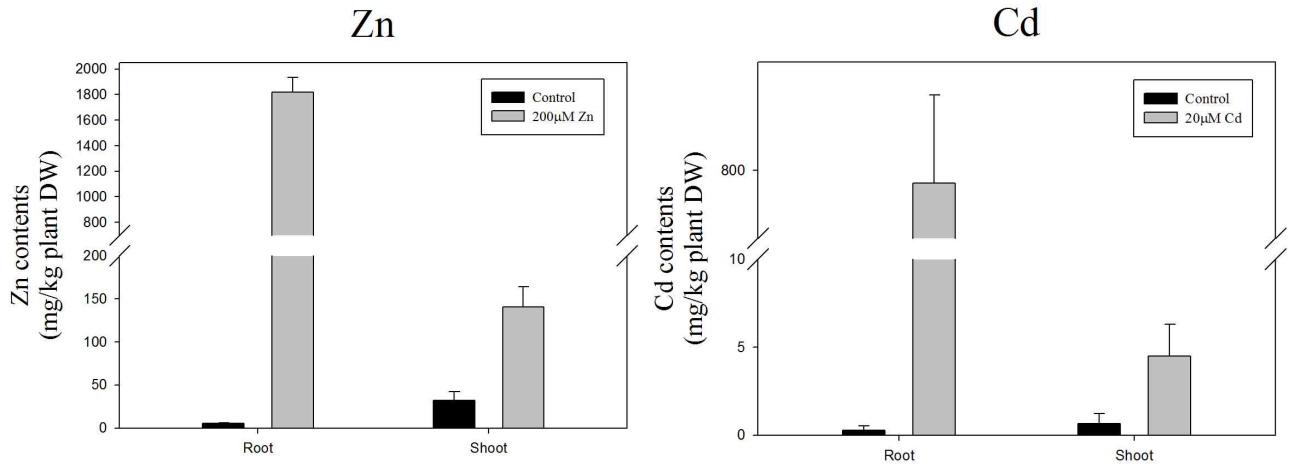 Zn
Zn contents
(mg/kg plant DW)
2000
1800
1600
1400
1200
1000
800
200
150
100
50
0
Control
200μM Zn
Root
Shoot
Cd
Cd contents
(mg/kg plant DW)
800
10
5
0
Control
20μM Cd
Root
Shoot